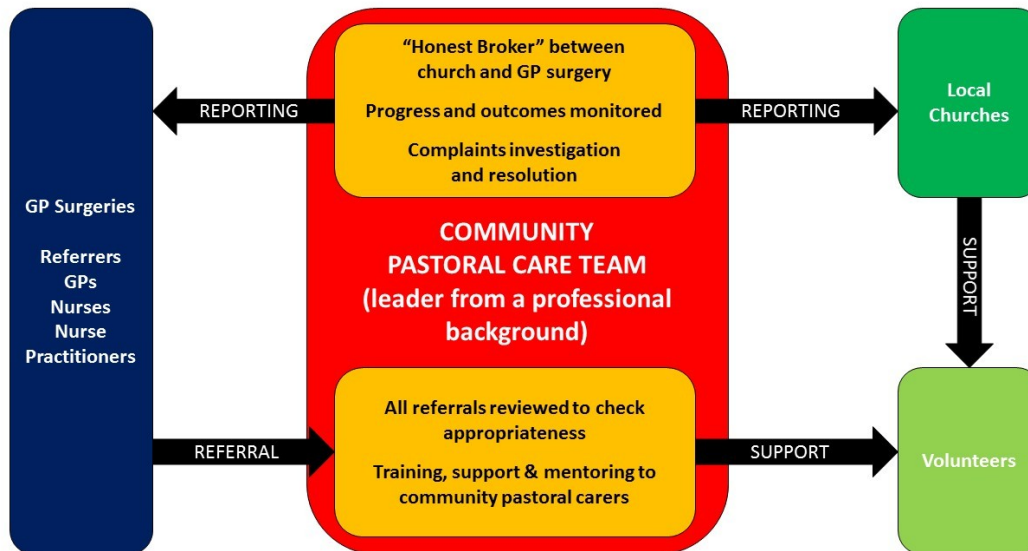 GP Surgeries
Referrers
GPs
Nurses
Nurse
Practitioners
REPORTING
“Honest Broker” between
church and GP surgery
Progress and outcomes monitored
Complaints investigation
and resolution
REPORTING
Local
Churches
COMMUNITY
PASTORAL CARE TEAM
(leader from a professional
background)
SUPPORT
REFERRAL
All referrals reviewed to check
appropriateness
Training, support & mentoring to
community pastoral carers
SUPPORT
Volunteers